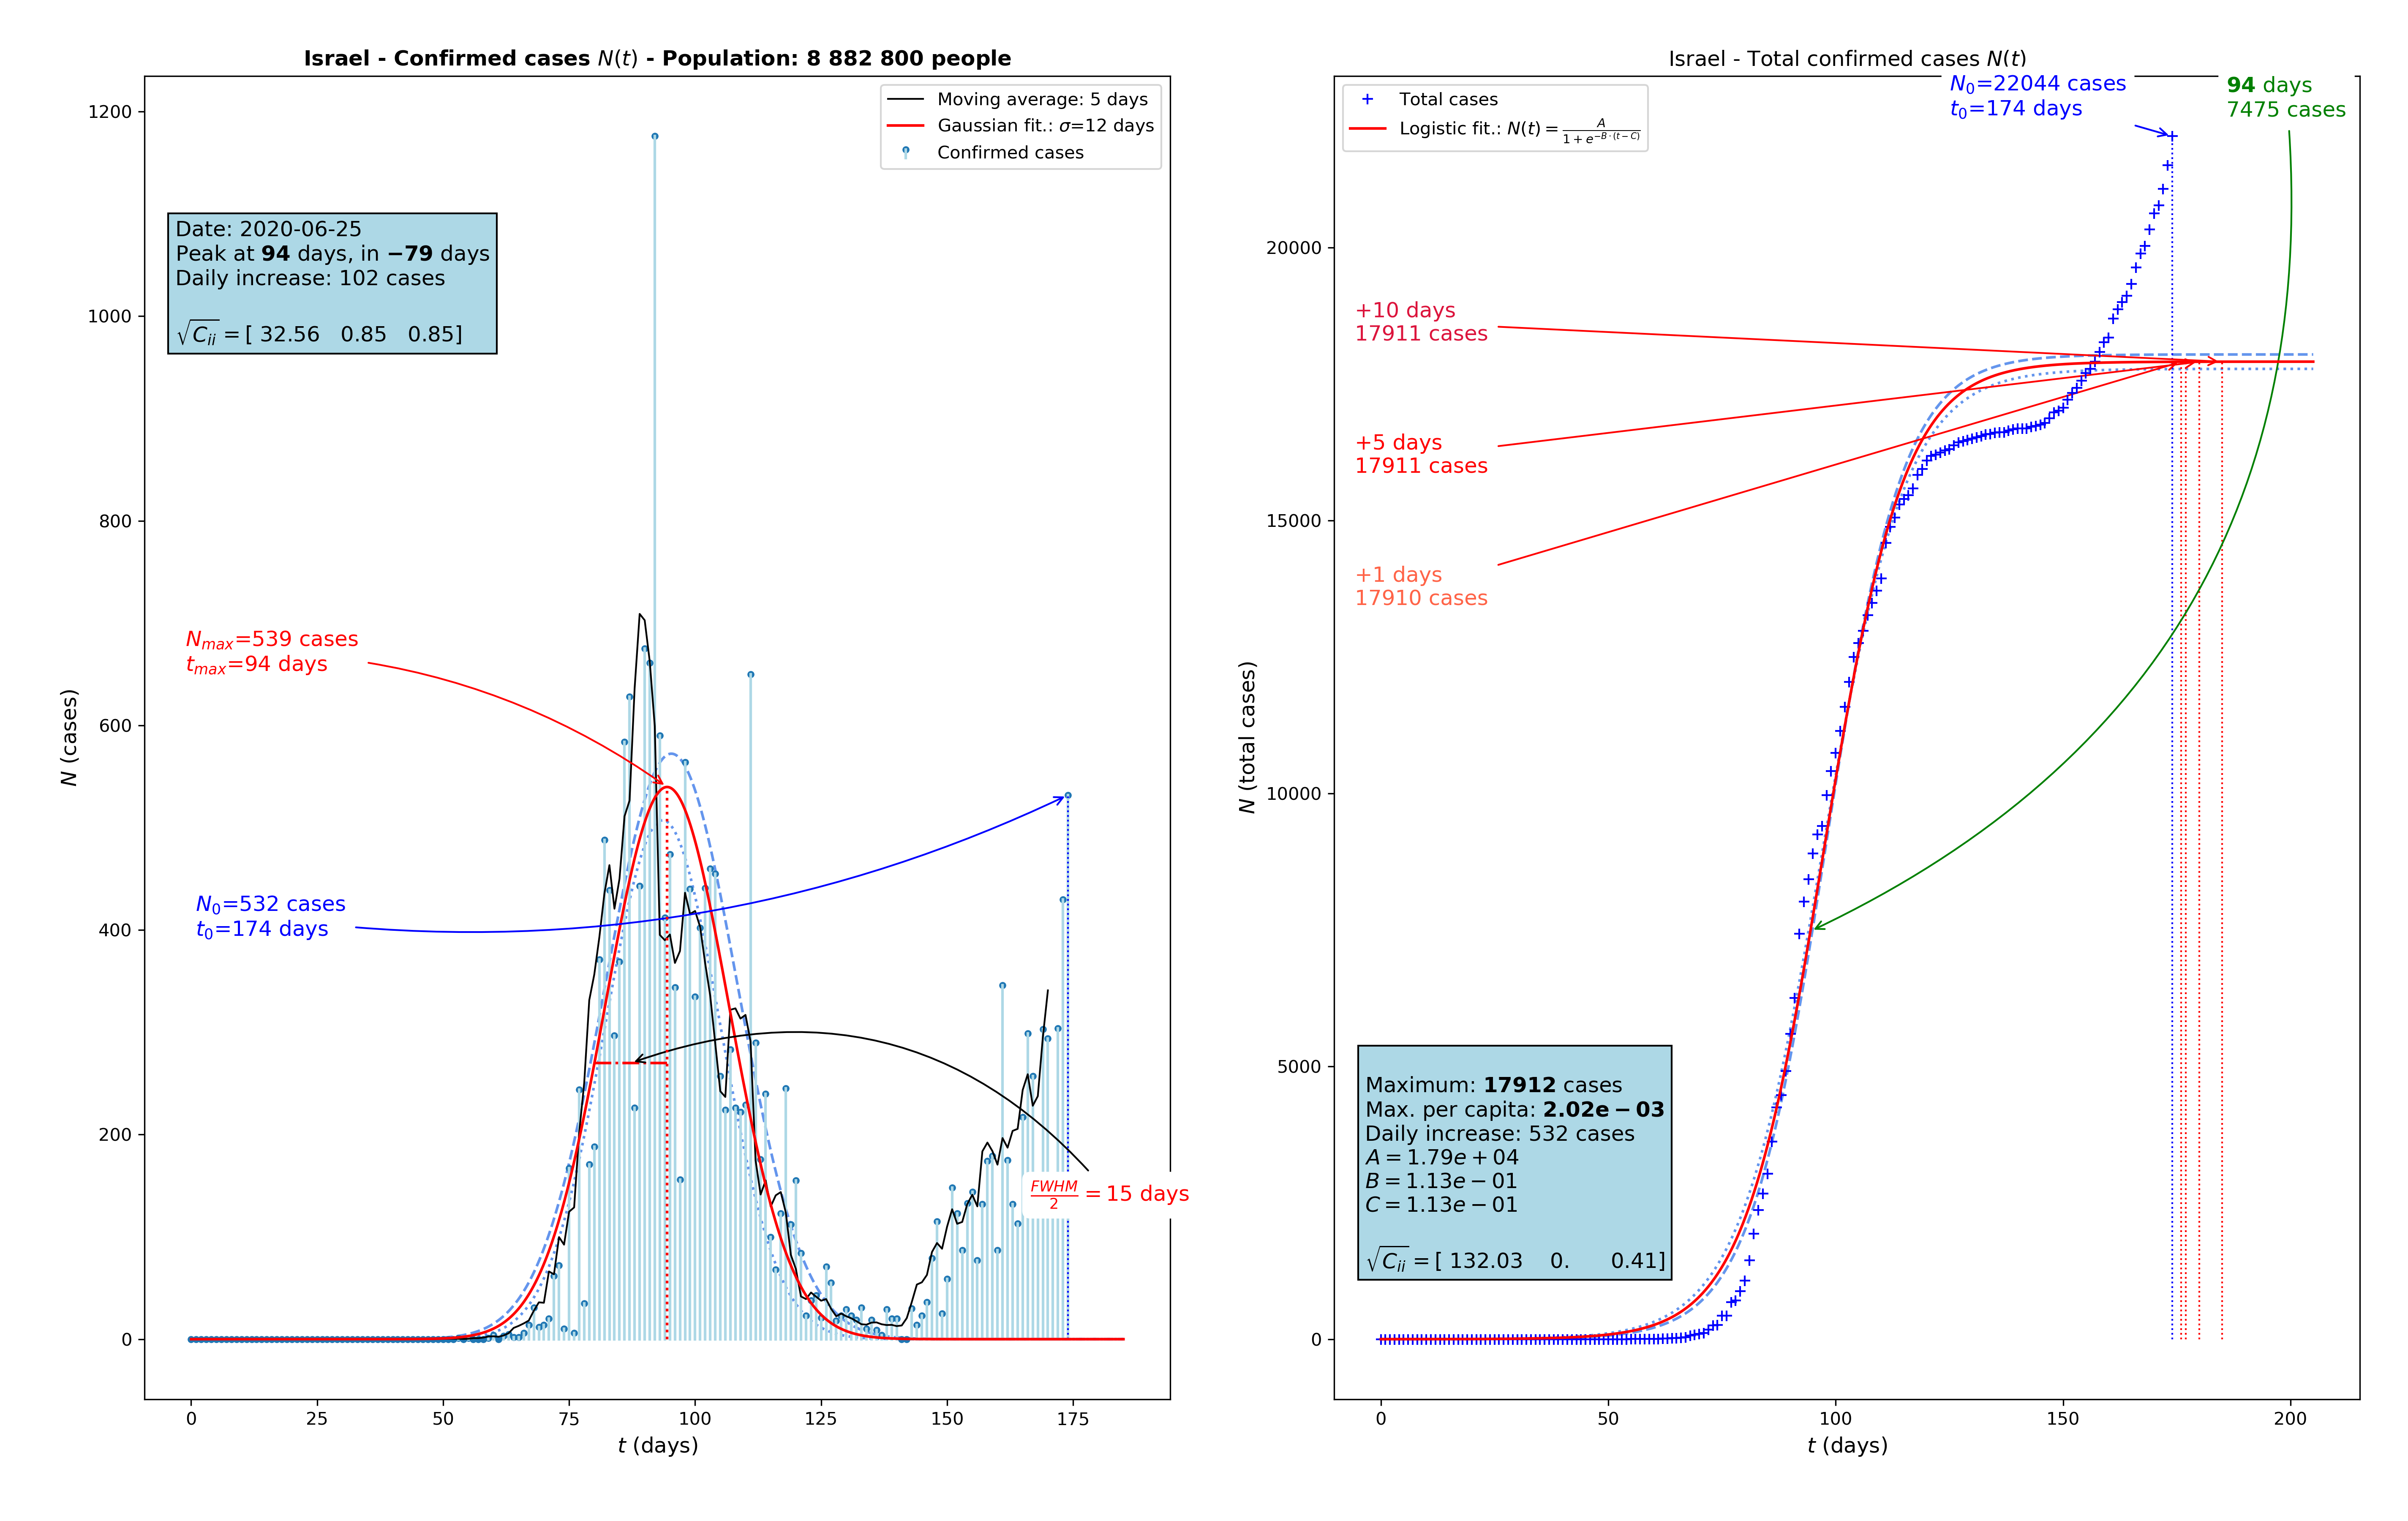 Israel - Confirmed cases N(t) - Population: 8 882 800 people
Moving average: 5 days
Gaussian fit.: σ=12 days
Confirmed cases
Date: 2020-06-25
Peak at 94 days, in −79 days
Daily increase: 102 cases
√C_ii = [ 32.56 0.85 0.85]
N_max=539 cases
t_max=94 days
N_0=532 cases
t_0=174 days
FWHM/2 = 15 days
N (cases)
1200
1000
800
600
400
200
0
0 25 50 75 100 125 150 175
t (days)
Israel - Total confirmed cases N(t)
Total cases
Logistic fit.: N(t) = A/(1 + e^{−B·(t−C)})
N_0=22044 cases
t_0=174 days
94 days
7475 cases
+10 days
17911 cases
+5 days
17911 cases
+1 days
17910 cases
Maximum: 17912 cases
Max. per capita: 2.02e − 03
Daily increase: 532 cases
A = 1.79e + 04
B = 1.13e − 01
C = 1.13e − 01
√C_ii = [ 132.03 0. 0.41]
N (total cases)
20000
15000
10000
5000
0
0 50 100 150 200
t (days)